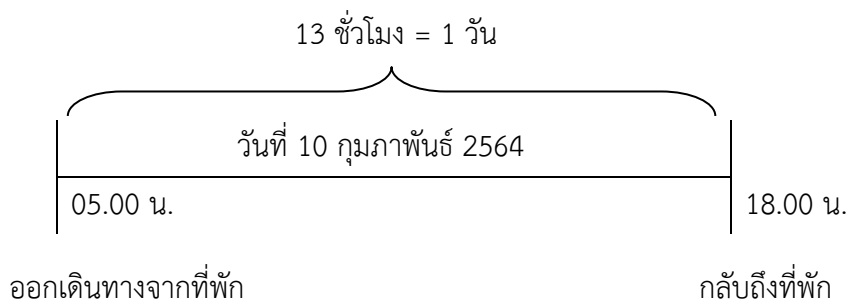 13 ชั่วโมง = 1 วัน
วันที่ 10 กุมภาพันธ์ 2564
05.00 น.
18.00 น.
ออกเดินทางจากที่พัก
กลับถึงที่พัก